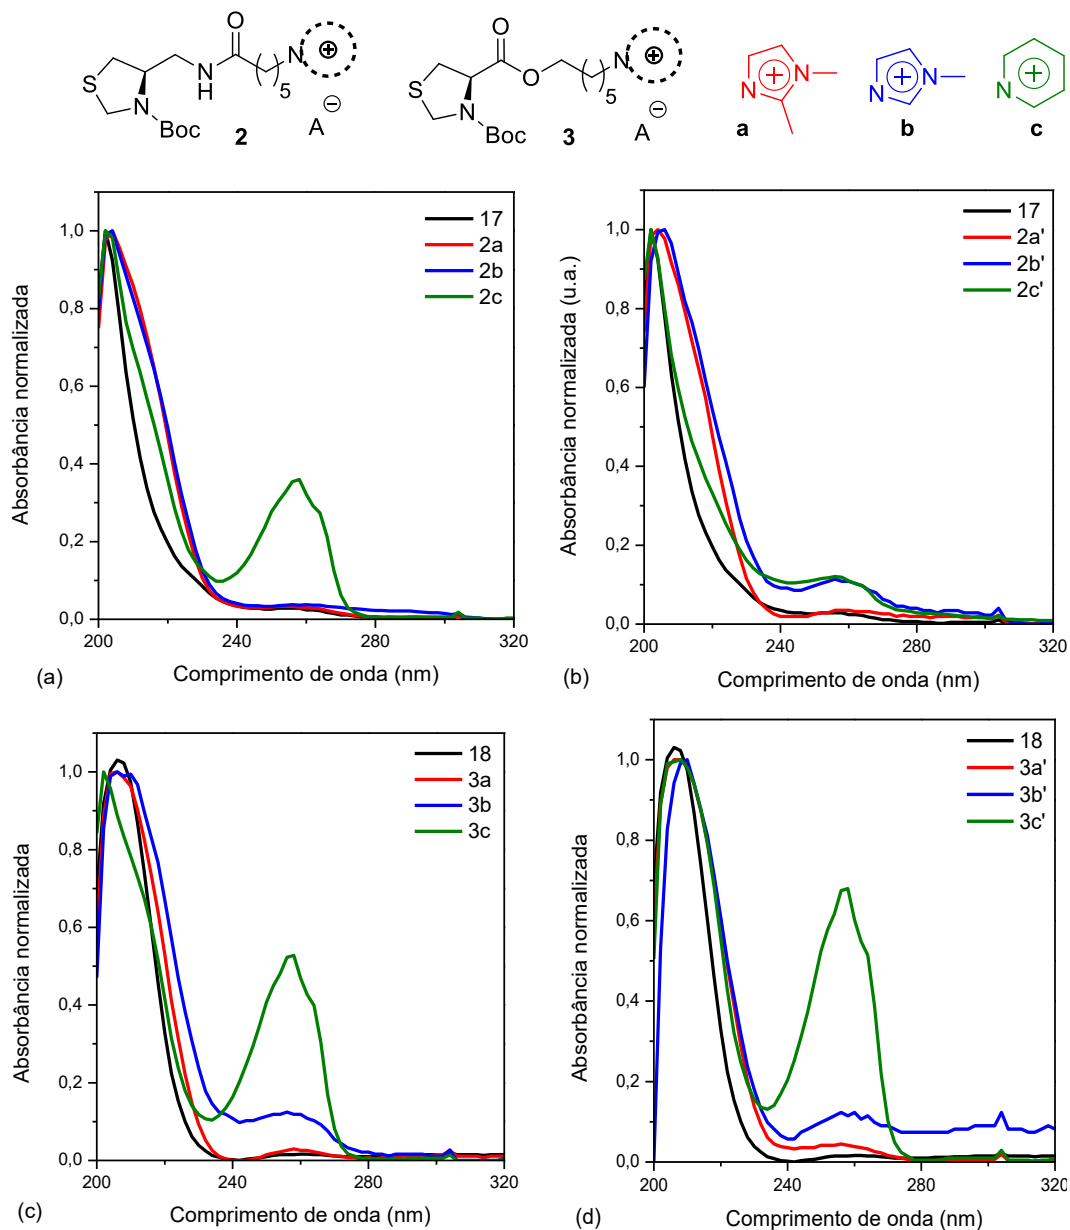 O
S
N
H
N
Boc
2
5
N
+
A
−
O
S
O
N
Boc
3
5
N
+
A
−
N
N
+
a
N
N
+
b
N
+
c
17
2a
2b
2c
1,0
0,8
0,6
0,4
0,2
0,0
200 240 280 320
Absorbância normalizada
Comprimento de onda (nm)
(a)
17
2a'
2b'
2c'
1,0
0,8
0,6
0,4
0,2
0,0
200 240 280 320
Absorbância normalizada (u.a.)
Comprimento de onda (nm)
(b)
18
3a
3b
3c
1,0
0,8
0,6
0,4
0,2
0,0
200 240 280 320
Absorbância normalizada
Comprimento de onda (nm)
(c)
18
3a'
3b'
3c'
1,0
0,8
0,6
0,4
0,2
0,0
200 240 280 320
Absorbância normalizada
Comprimento de onda (nm)
(d)